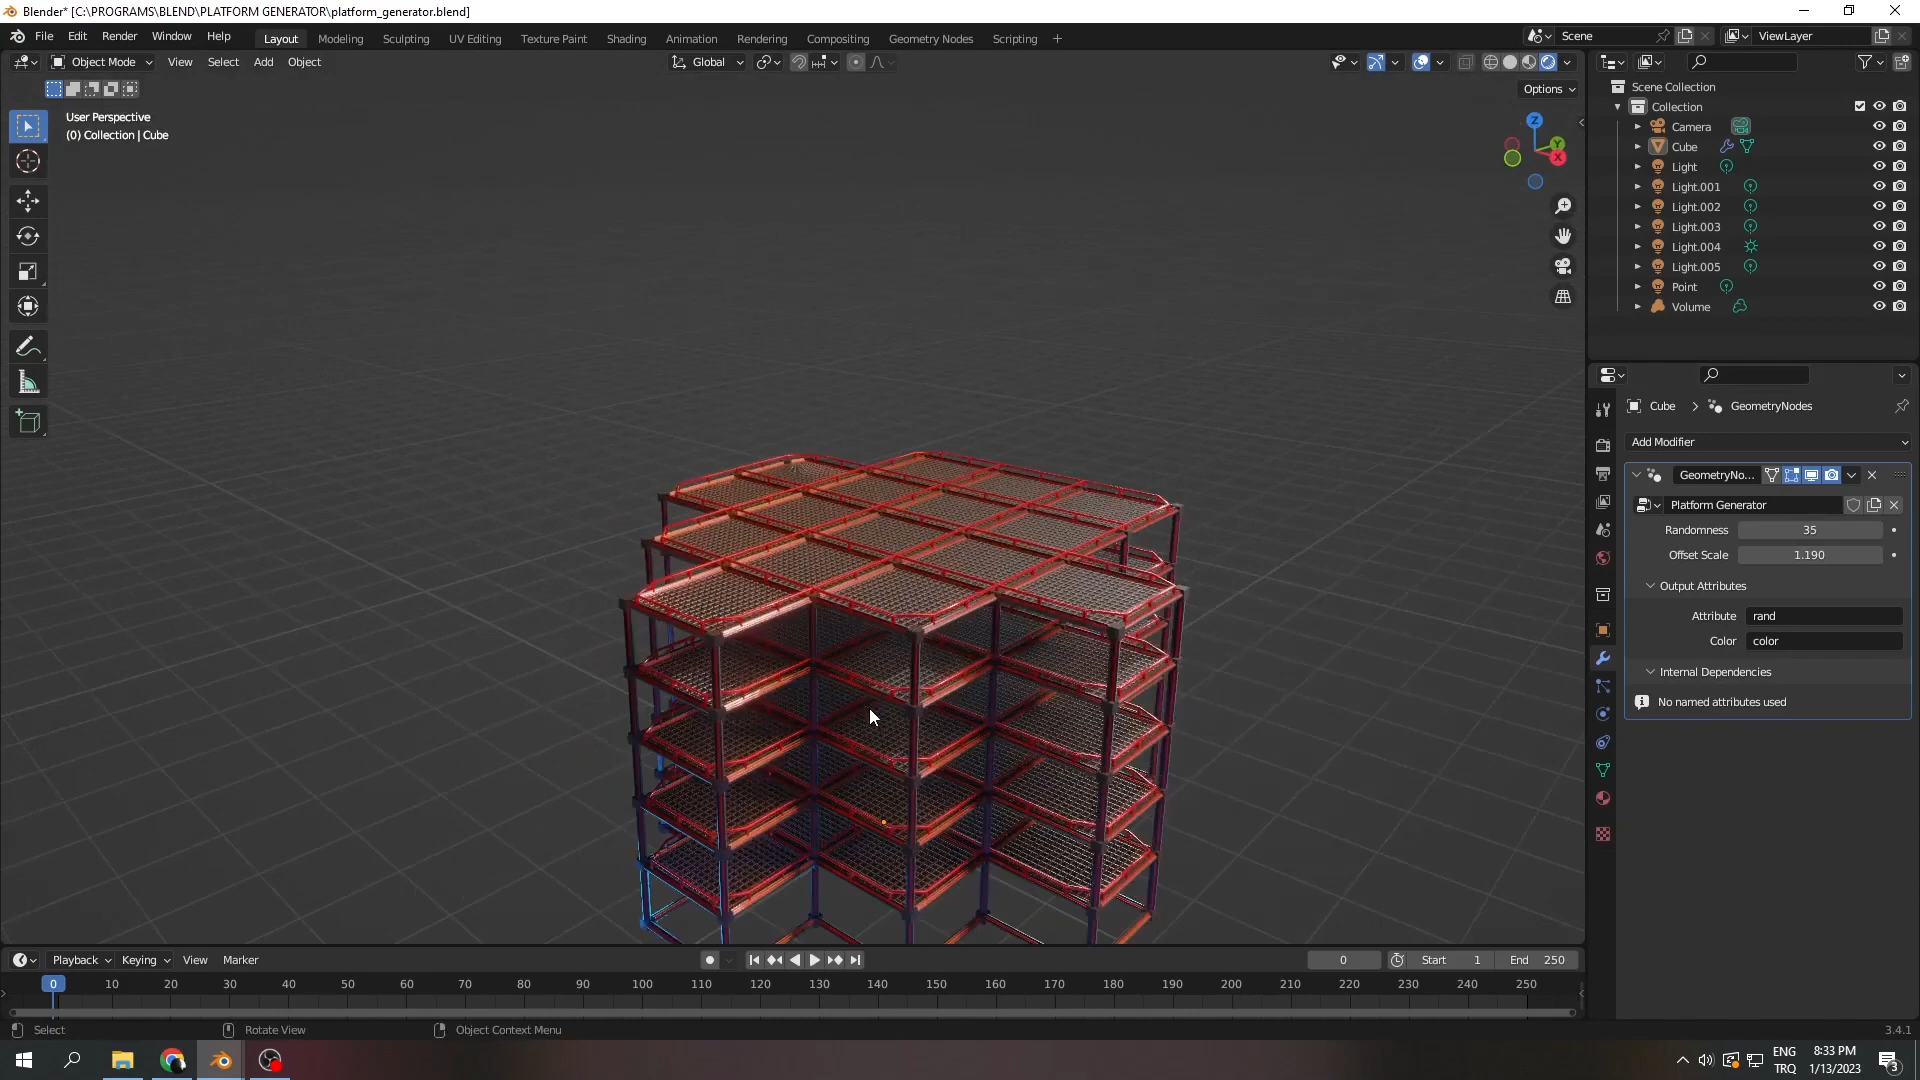 Blender* [C:\PROGRAMS\BLEND\PLATFORM GENERATOR\platform_generator.blend]
File Edit Render Window Help Layout Modeling Sculpting UV Editing Texture Paint Shading Animation Rendering Compositing Geometry Nodes Scripting + Scene ViewLayer
Object Mode View Select Add Object Global
Options
User Perspective
(0) Collection | Cube
Z
Y
X
Scene Collection
Collection
Camera
Cube
Light
Light.001
Light.002
Light.003
Light.004
Light.005
Point
Volume
Cube > GeometryNodes
Add Modifier
GeometryNo...
Platform Generator
Randomness 35
Offset Scale 1.190
Output Attributes
Attribute rand
Color color
Internal Dependencies
No named attributes used
Playback Keying View Marker 0 Start 1 End 250
0 10 20 30 40 50 60 70 80 90 100 110 120 130 140 150 160 170 180 190 200 210 220 230 240 250
Select Rotate View Object Context Menu 3.4.1
ENG 8:33 PM
TRQ 1/13/2023
3